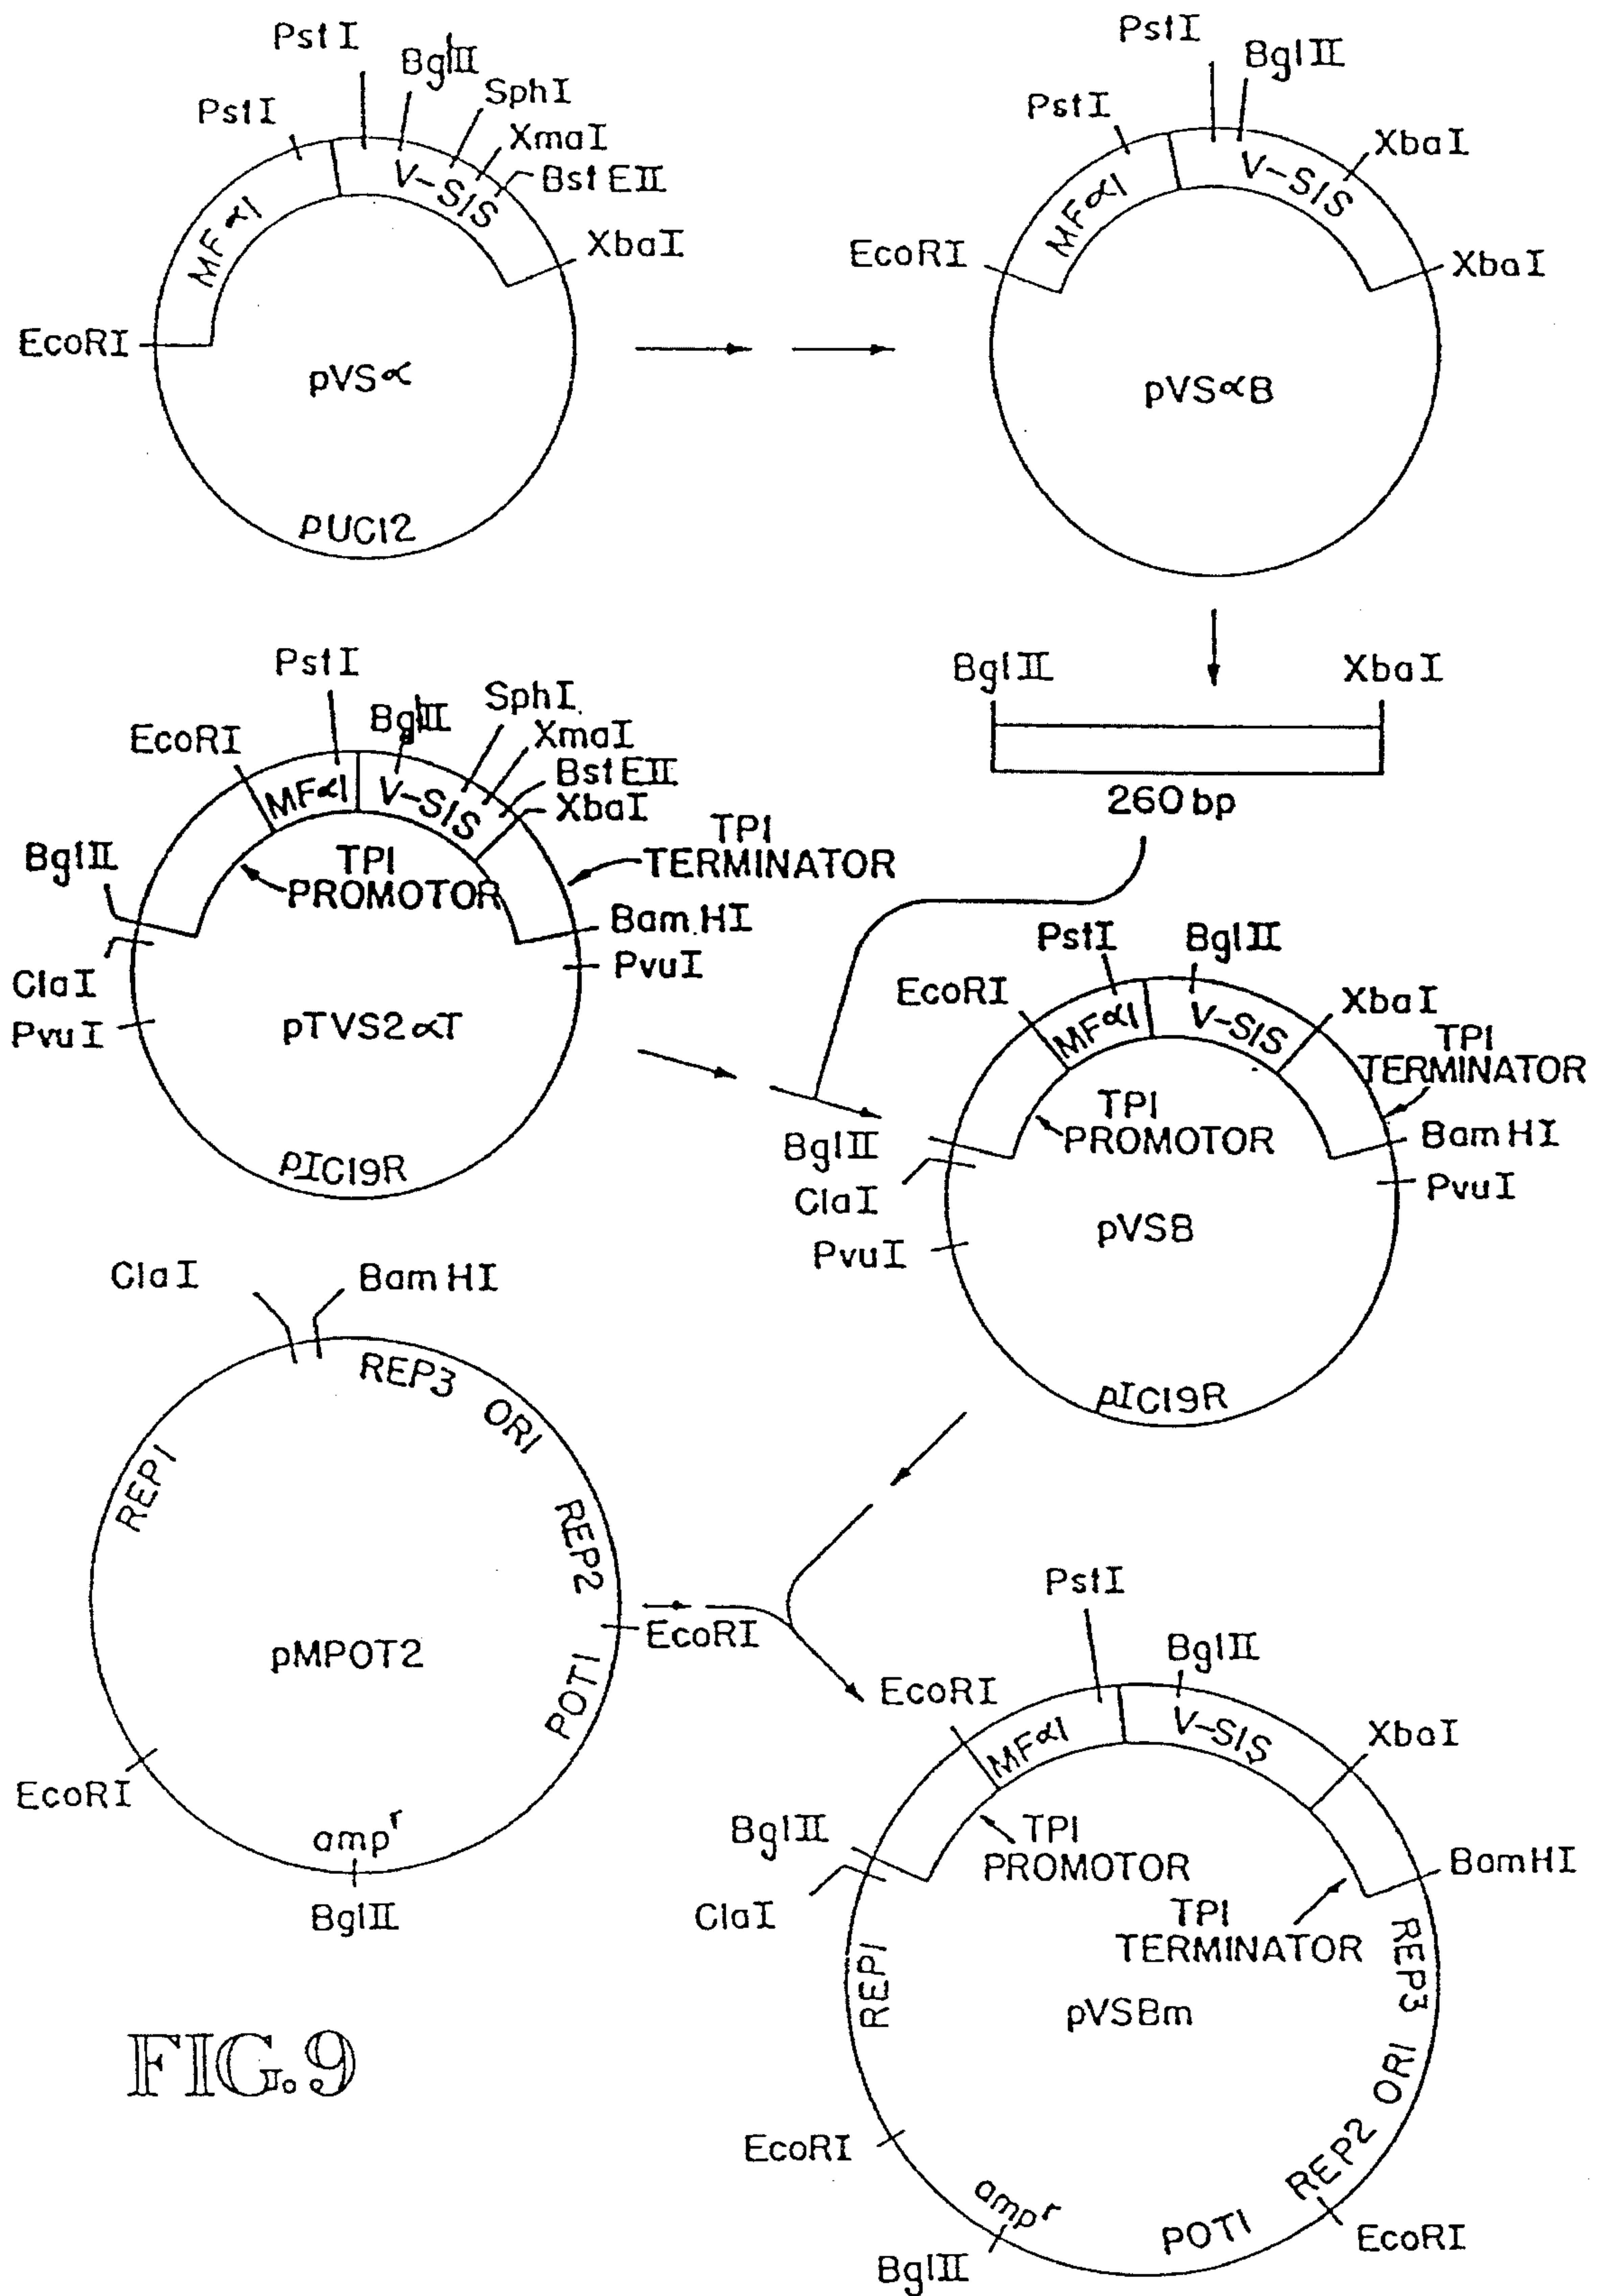 PstI
BglII
SphI
XmaI
BstEII
XbaI
PstI
MFα1
V-SIS
EcoRI
pVSα
pUC12
PstI
BglII
PstI
XbaI
MFα1
V-SIS
EcoRI
XbaI
pVSαB
BglII
XbaI
260 bp
PstI
BglII
SphI
XmaI
BstEII
XbaI
EcoRI
MFα1
V-SIS
TPI
TERMINATOR
BglII
TPI
PROMOTOR
BamHI
PvuI
ClaI
PvuI
pTVS2αT
pIC19R
PstI
BglII
EcoRI
XbaI
MFα1
V-SIS
TPI
TERMINATOR
TPI
PROMOTOR
BglII
ClaI
PvuI
BamHI
PvuI
pVSB
pIC19R
ClaI
BamHI
REP3
ORI
REP1
REP2
EcoRI
pMPOT2
POT1
EcoRI
amp^r
BglII
PstI
BglII
EcoRI
XbaI
MFα1
V-SIS
BglII
ClaI
TPI
PROMOTOR
BamHI
TPI
TERMINATOR
REP1
REP3
pVSBm
ORI
REP2
EcoRI
amp^r
BglII
POT1
EcoRI
FIG.9